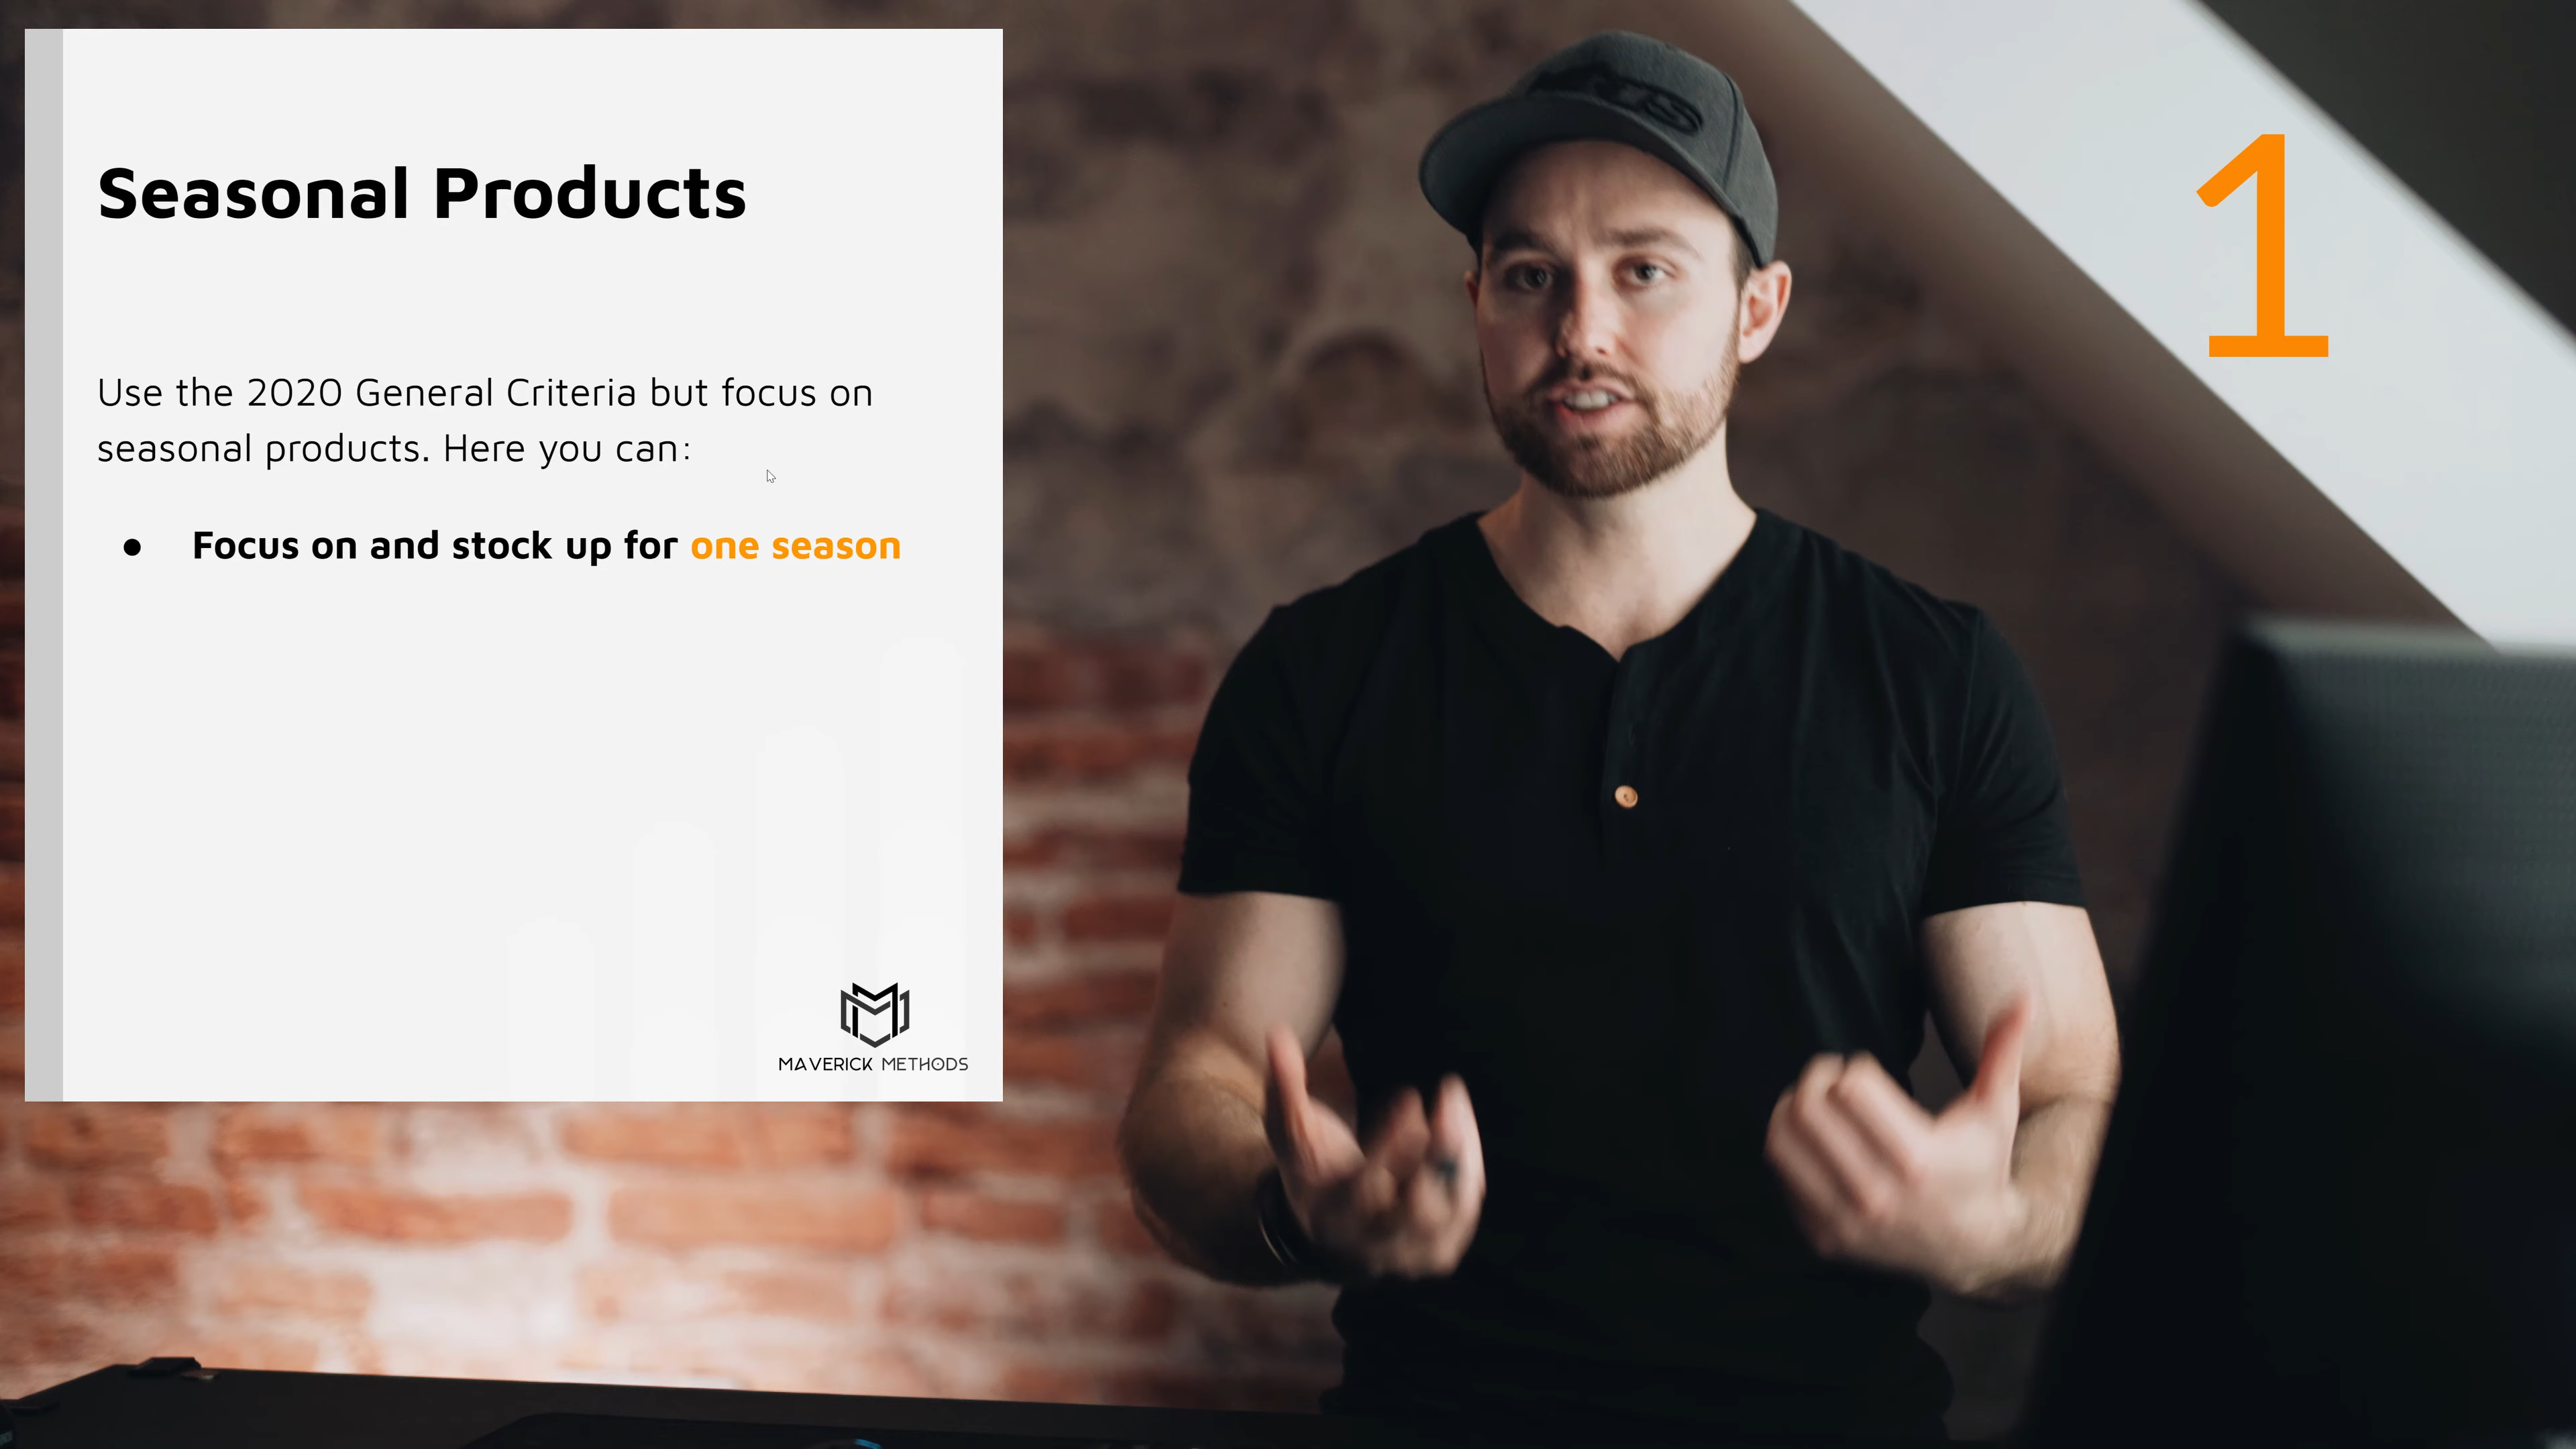 Seasonal Products
Use the 2020 General Criteria but focus on
seasonal products. Here you can:
● Focus on and stock up for one season
MAVERICK METHODS
1